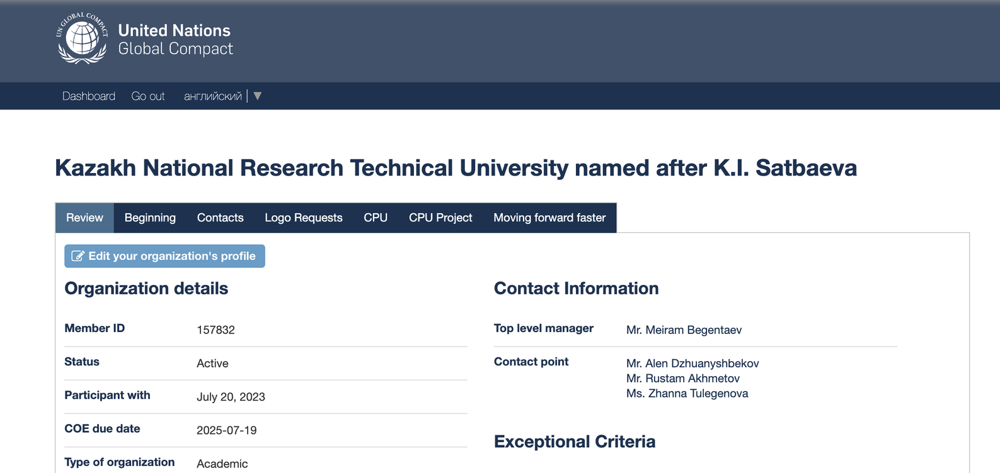 UN GLOBAL COMPACT
United Nations
Global Compact
Dashboard Go out английский ▼
Kazakh National Research Technical University named after K.I. Satbaeva
Review Beginning Contacts Logo Requests CPU CPU Project Moving forward faster
Edit your organization's profile
Organization details
Member ID 157832
Status Active
Participant with July 20, 2023
COE due date 2025-07-19
Type of organization Academic
Contact Information
Top level manager Mr. Meiram Begentaev
Contact point Mr. Alen Dzhuanyshbekov
Mr. Rustam Akhmetov
Ms. Zhanna Tulegenova
Exceptional Criteria